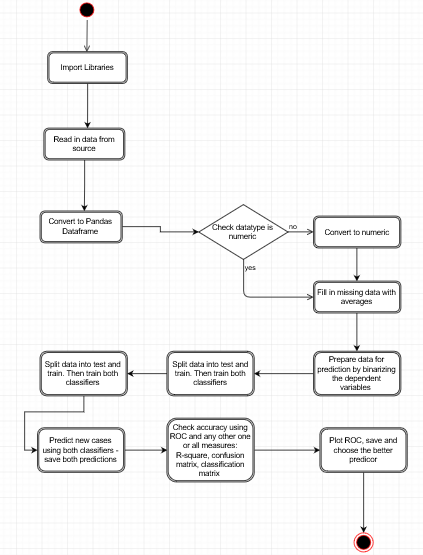 Import Libraries
Read in data from
source
Convert to Pandas
Dataframe
Check datatype is
numeric
no
yes
Convert to numeric
Fill in missing data with
averages
Prepare data for
prediction by binarizing
the dependent
variables
Split data into test and
train. Then train both
classifiers
Split data into test and
train. Then train both
classifiers
Predict new cases
using both classifiers -
save both predictions
Check accuracy using
ROC and any other one
or all measures:
R-square, confusion
matrix, classification
matrix
Plot ROC, save and
choose the better
predicor